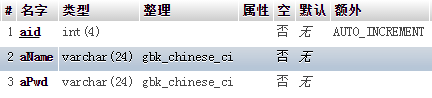 # 名字 类型 整理 属性 空 默认 额外
1 aid int(4) 否 无 AUTO_INCREMENT
2 aName varchar(24) gbk_chinese_ci 否 无
3 aPwd varchar(24) gbk_chinese_ci 否 无